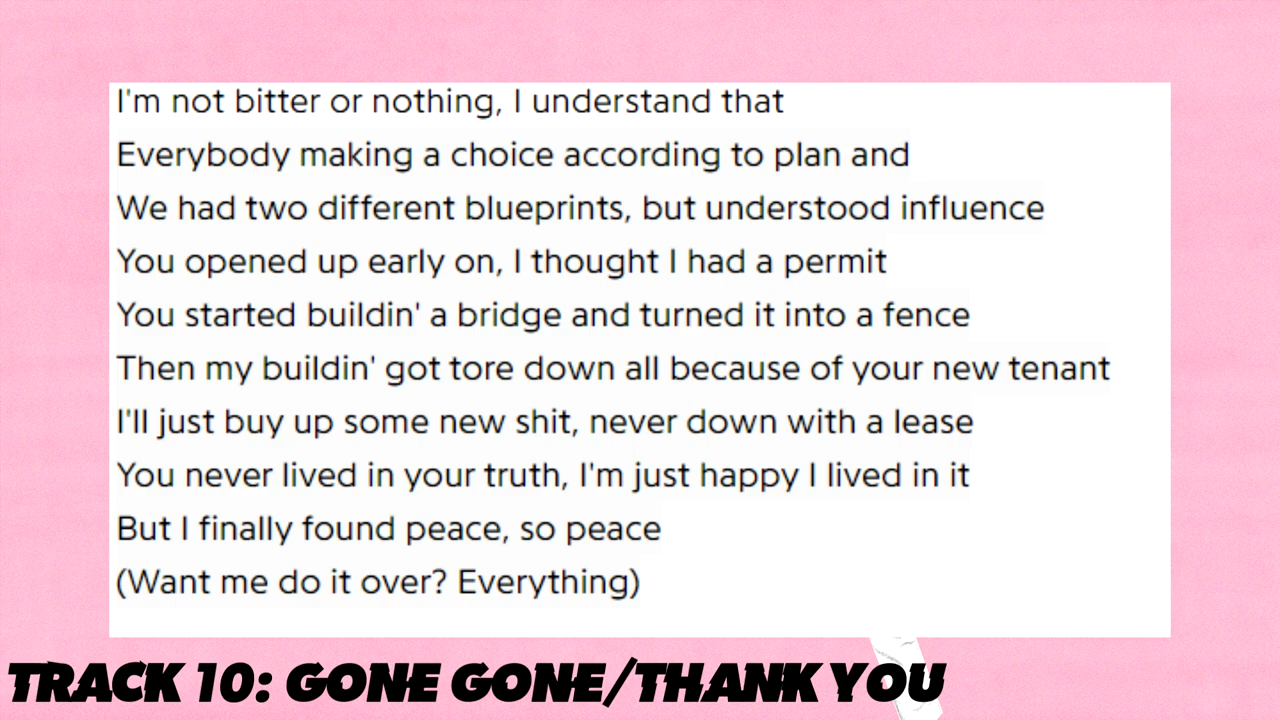 I'm not bitter or nothing, I understand that
Everybody making a choice according to plan and
We had two different blueprints, but understood influence
You opened up early on, I thought I had a permit
You started buildin' a bridge and turned it into a fence
Then my buildin' got tore down all because of your new tenant
I'll just buy up some new shit, never down with a lease
You never lived in your truth, I'm just happy I lived in it
But I finally found peace, so peace
(Want me do it over? Everything)
TRACK 10: GONE GONE/THANK YOU